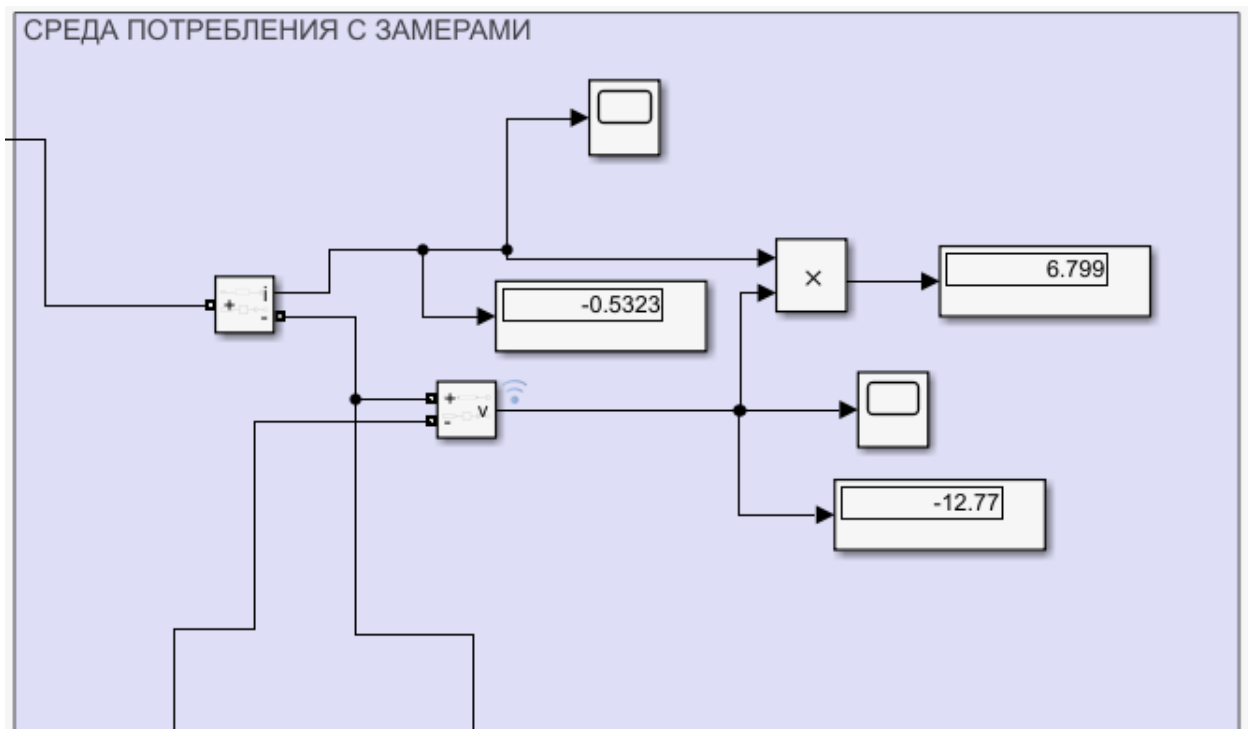 СРЕДА ПОТРЕБЛЕНИЯ С ЗАМЕРАМИ
6.799
i
+
-
-0.5323
×
+
-
v
-12.77